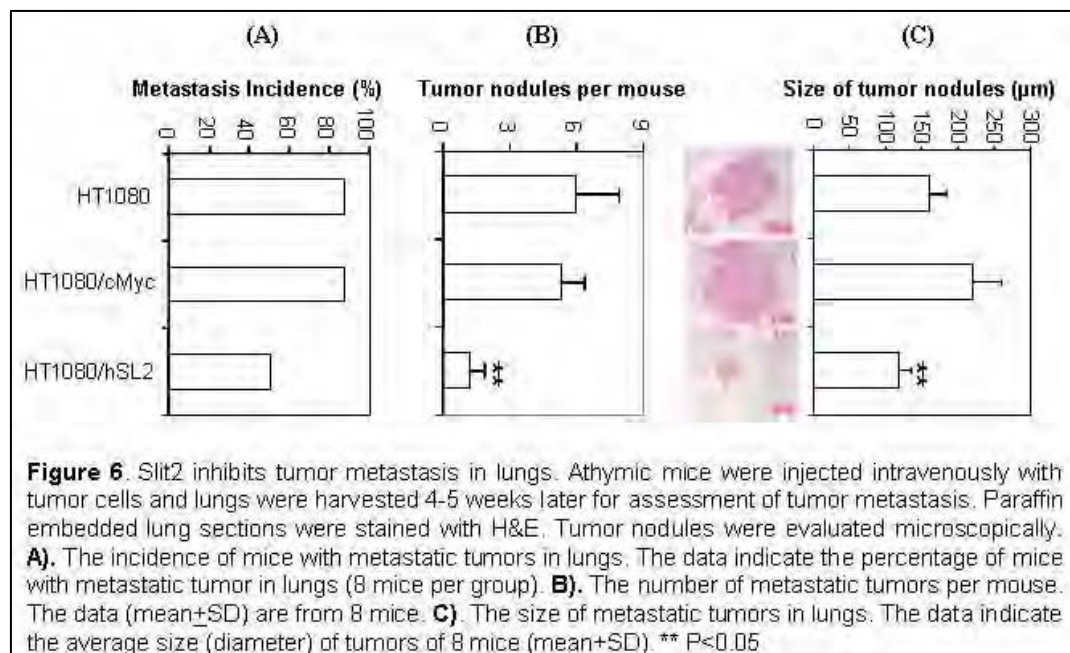 (A) (B) (C)
Metastasis Incidence (%) Tumor nodules per mouse Size of tumor nodules (μm)
0 20 40 60 80 100 0 3 6 9 0 50 100 150 200 250 300
HT1080
HT1080/cMyc
HT1080/hSL2 ** **
Figure 6. Slit2 inhibits tumor metastasis in lungs. Athymic mice were injected intravenously with
tumor cells and lungs were harvested 4-5 weeks later for assessment of tumor metastasis. Paraffin
embedded lung sections were stained with H&E. Tumor nodules were evaluated microscopically.
A). The incidence of mice with metastatic tumors in lungs. The data indicate the percentage of mice
with metastatic tumor in lungs (8 mice per group). B). The number of metastatic tumors per mouse.
The data (mean+SD) are from 8 mice. C). The size of metastatic tumors in lungs. The data indicate
the average size (diameter) of tumors of 8 mice (mean+SD). ** P<0.05